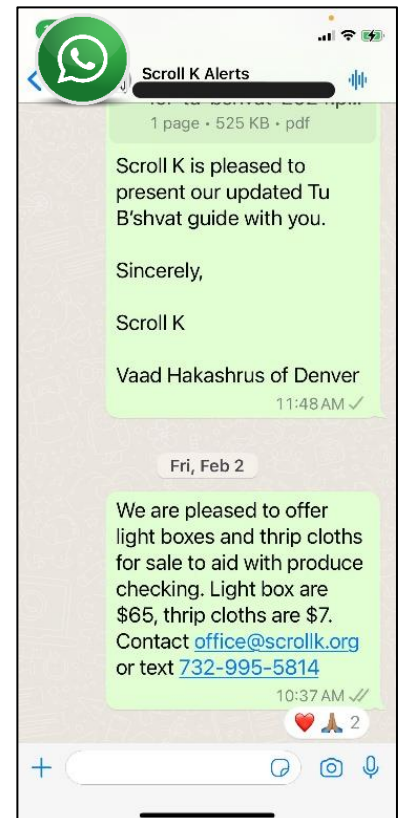 Scroll K Alerts
1 page • 525 KB • pdf
Scroll K is pleased to
present our updated Tu
B'shvat guide with you.
Sincerely,
Scroll K
Vaad Hakashrus of Denver
11:48 AM
Fri, Feb 2
We are pleased to offer
light boxes and thrip cloths
for sale to aid with produce
checking. Light box are
$65, thrip cloths are $7.
Contact office@scrollk.org
or text 732-995-5814
10:37 AM
2